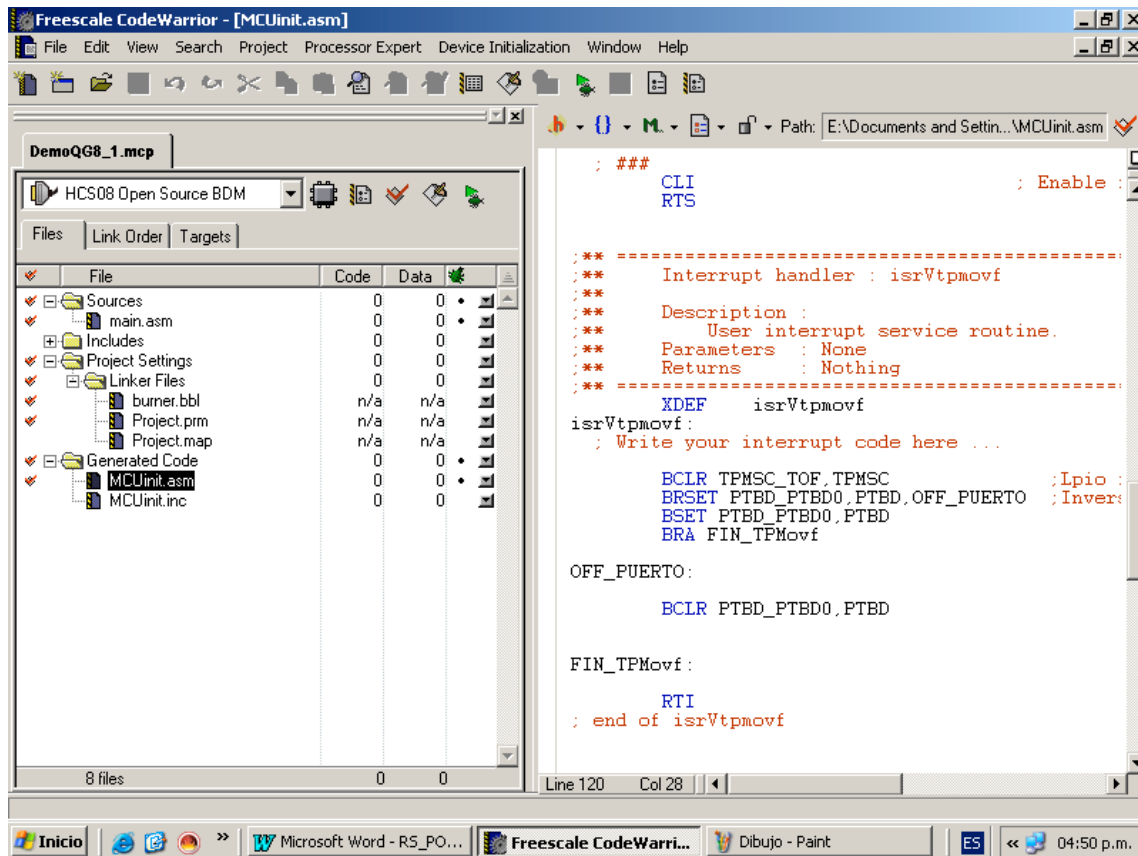 Freescale CodeWarrior - [MCUinit.asm]
File Edit View Search Project Processor Expert Device Initialization Window Help
Path: E:\Documents and Settin...\MCUinit.asm
DemoQG8_1.mcp
HCS08 Open Source BDM
Files Link Order Targets
File Code Data
Sources 0 0
main.asm 0 0
Includes 0 0
Project Settings 0 0
Linker Files 0 0
burner.bbl n/a n/a
Project.prm n/a n/a
Project.map n/a n/a
Generated Code 0 0
MCUinit.asm 0 0
MCUinit.inc 0 0
8 files 0 0
; ###
CLI ; Enable :
RTS
;** ===========================================
;** Interrupt handler : isrVtpmovf
;**
;** Description :
;** User interrupt service routine.
;** Parameters : None
;** Returns : Nothing
;** ===========================================
XDEF isrVtpmovf
isrVtpmovf:
; Write your interrupt code here ...
BCLR TPMSC_TOF,TPMSC ;Lpio
BRSET PTBD_PTBD0,PTBD,OFF_PUERTO ;Invers
BSET PTBD_PTBD0,PTBD
BRA FIN_TPMovf
OFF_PUERTO:
BCLR PTBD_PTBD0,PTBD
FIN_TPMovf:
RTI
; end of isrVtpmovf
Line 120 Col 28
Inicio » Microsoft Word - RS_PO... Freescale CodeWarri... Dibujo - Paint ES « 04:50 p.m.